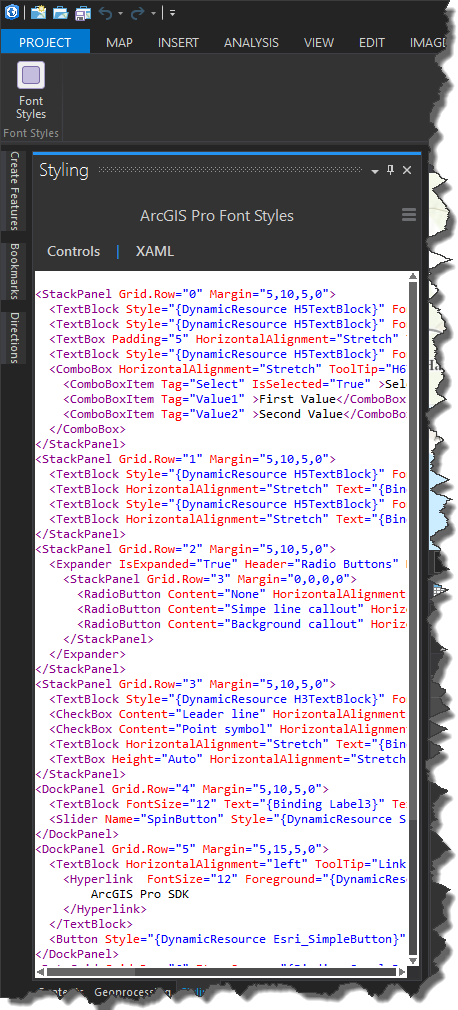 PROJECT MAP INSERT ANALYSIS VIEW EDIT IMAG
Font
Styles
Font Styles
Create Features
Bookmarks
Directions
Styling
ArcGIS Pro Font Styles
Controls | XAML
<StackPanel Grid.Row="0" Margin="5,10,5,0">
<TextBlock Style="{DynamicResource H5TextBlock}" Fo
<TextBlock Style="{DynamicResource H5TextBlock}" Fo
<TextBox Padding="5" HorizontalAlignment="Stretch"
<TextBlock Style="{DynamicResource H5TextBlock}" Fo
<ComboBox HorizontalAlignment="Stretch" ToolTip="H6
<ComboBoxItem Tag="Select" IsSelected="True" >Sel
<ComboBoxItem Tag="Value1" >First Value</ComboBox
<ComboBoxItem Tag="Value2" >Second Value</ComboBo
</ComboBox>
</StackPanel>
<StackPanel Grid.Row="1" Margin="5,10,5,0">
<TextBlock Style="{DynamicResource H5TextBlock}" Fo
<TextBlock HorizontalAlignment="Stretch" Text="{Bind
<TextBlock Style="{DynamicResource H5TextBlock}" Fo
<TextBlock HorizontalAlignment="Stretch" Text="{Bind
</StackPanel>
<StackPanel Grid.Row="2" Margin="5,10,5,0">
<Expander IsExpanded="True" Header="Radio Buttons"
<StackPanel Grid.Row="3" Margin="0,0,0,0">
<RadioButton Content="None" HorizontalAlignment
<RadioButton Content="Simpe line callout" Horiz
<RadioButton Content="Background callout" Horiz
</StackPanel>
</Expander>
</StackPanel>
<StackPanel Grid.Row="3" Margin="5,10,5,0">
<TextBlock Style="{DynamicResource H3TextBlock}" Fo
<CheckBox Content="Leader line" HorizontalAlignment
<CheckBox Content="Point symbol" HorizontalAlignment
<TextBlock HorizontalAlignment="Stretch" Text="{Bind
<TextBox Height="Auto" HorizontalAlignment="Stretch
</StackPanel>
<DockPanel Grid.Row="4" Margin="5,10,5,0">
<TextBlock FontSize="12" Text="{Binding Label3}" Te
<Slider Name="SpinButton" Style="{DynamicResource S
</DockPanel>
<DockPanel Grid.Row="5" Margin="5,15,5,0">
<TextBlock HorizontalAlignment="left" ToolTip="Link
<Hyperlink FontSize="12" Foreground="{DynamicRes
ArcGIS Pro SDK
</Hyperlink>
</TextBlock>
<Button Style="{DynamicResource Esri_SimpleButton}"
</DockPanel>
Geoprocessing